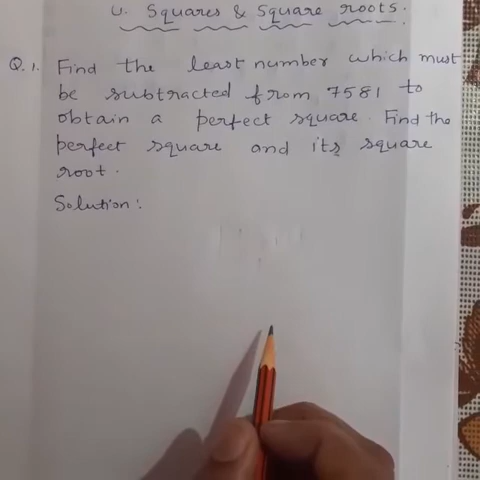 U. Squares & Square roots.
Q.1. Find the least number which must
be subtracted from 7581 to
obtain a perfect square. Find the
perfect square and its square
root.
Solution: